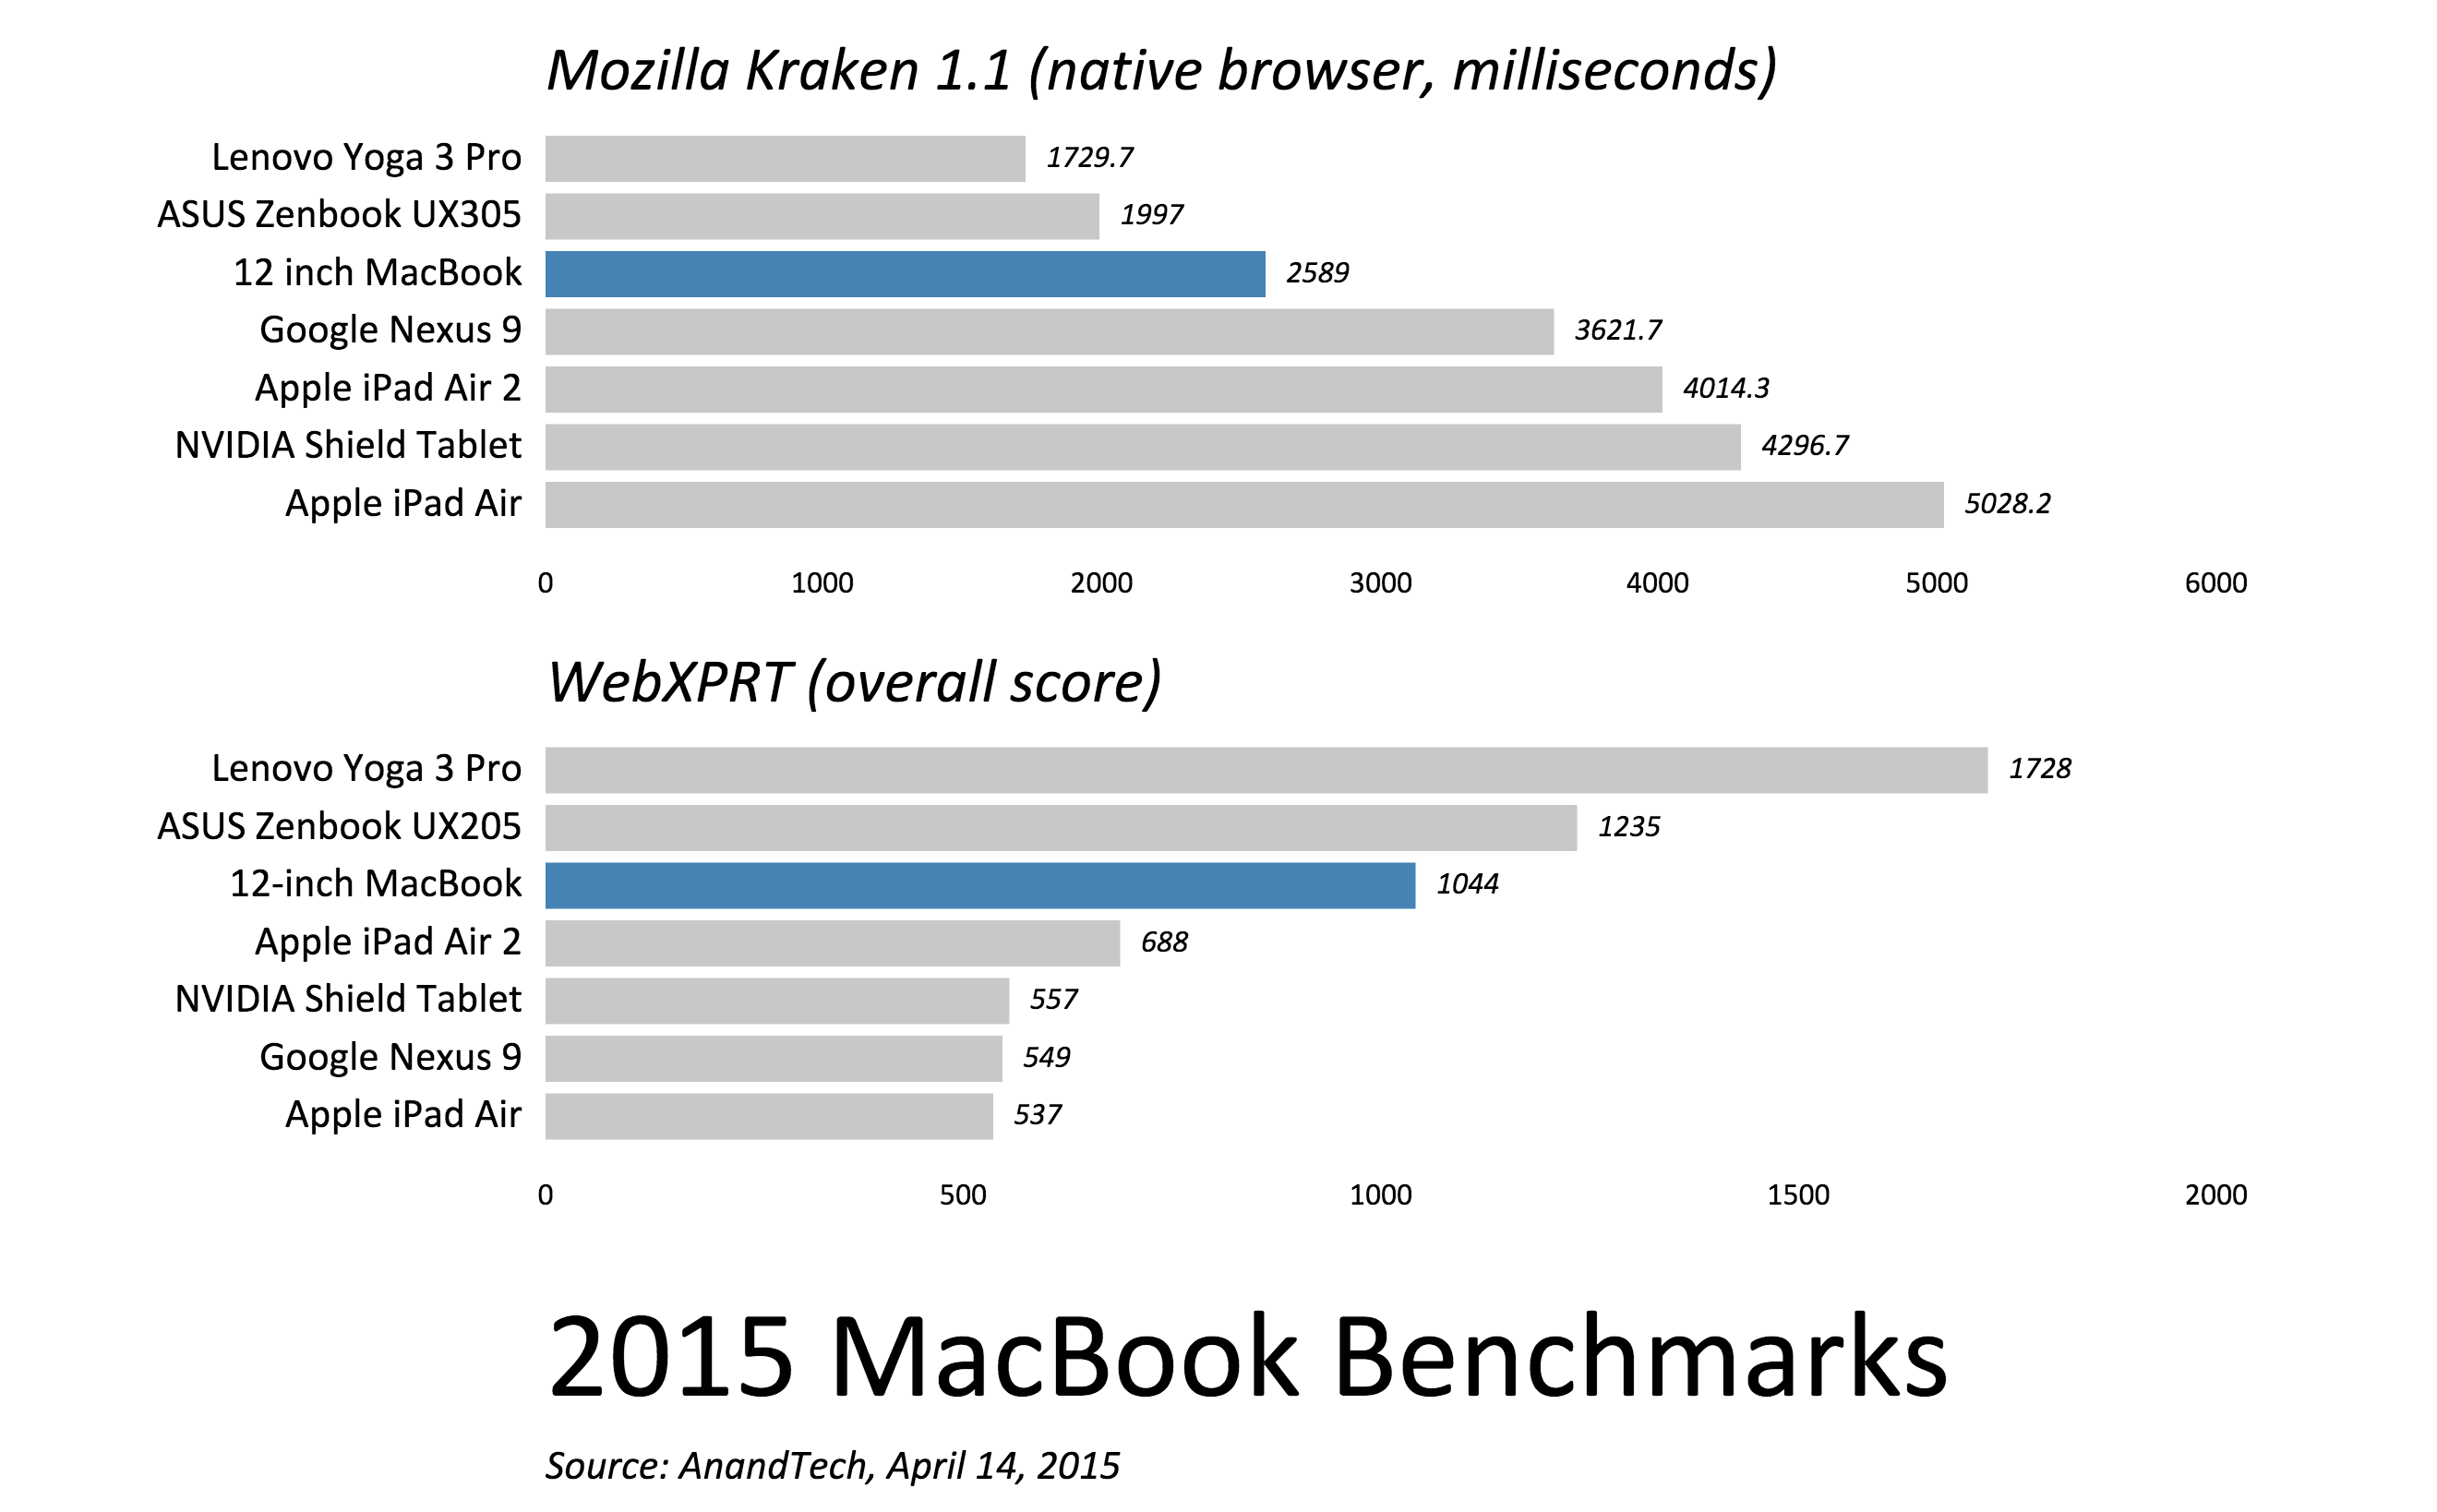 Mozilla Kraken 1.1 (native browser, milliseconds)
Lenovo Yoga 3 Pro 1729.7
ASUS Zenbook UX305 1997
12 inch MacBook 2589
Google Nexus 9 3621.7
Apple iPad Air 2 4014.3
NVIDIA Shield Tablet 4296.7
Apple iPad Air 5028.2
0 1000 2000 3000 4000 5000 6000
WebXPRT (overall score)
Lenovo Yoga 3 Pro 1728
ASUS Zenbook UX205 1235
12-inch MacBook 1044
Apple iPad Air 2 688
NVIDIA Shield Tablet 557
Google Nexus 9 549
Apple iPad Air 537
0 500 1000 1500 2000
2015 MacBook Benchmarks
Source: AnandTech, April 14, 2015